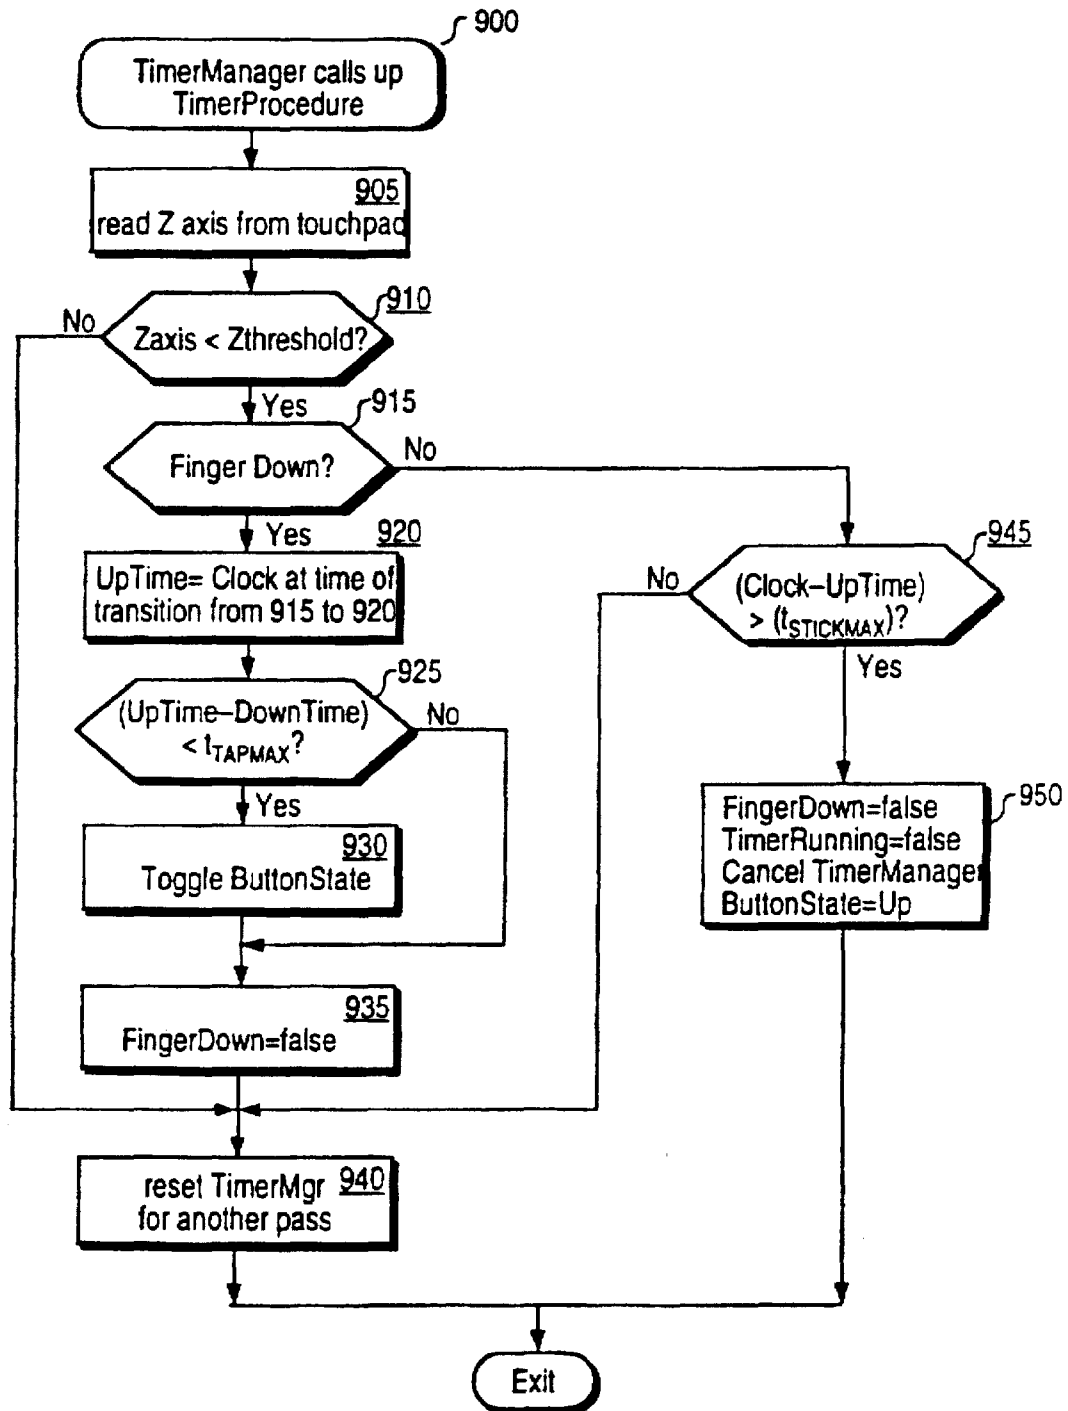 900
TimerManager calls up
TimerProcedure
905
read Z axis from touchpad
910
No
Zaxis < Zthreshold?
Yes
915
Finger Down?
No
Yes
920
UpTime= Clock at time of
transition from 915 to 920
945
No
(Clock–UpTime)
> (tSTICKMAX)?
Yes
925
(UpTime–DownTime)
< tTAPMAX?
No
Yes
930
Toggle ButtonState
950
FingerDown=false
TimerRunning=false
Cancel TimerManager
ButtonState=Up
935
FingerDown=false
940
reset TimerMgr
for another pass
Exit